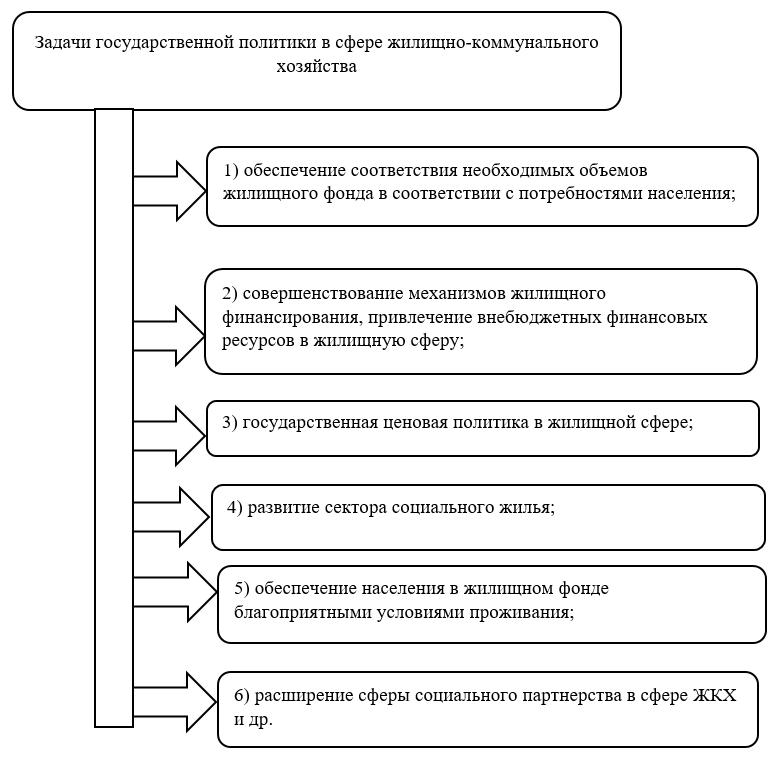 Задачи государственной политики в сфере жилищно-коммунального
хозяйства
1) обеспечение соответствия необходимых объемов
жилищного фонда в соответствии с потребностями населения;
2) совершенствование механизмов жилищного
финансирования, привлечение внебюджетных финансовых
ресурсов в жилищную сферу;
3) государственная ценовая политика в жилищной сфере;
4) развитие сектора социального жилья;
5) обеспечение населения в жилищном фонде
благоприятными условиями проживания;
6) расширение сферы социального партнерства в сфере ЖКХ
и др.